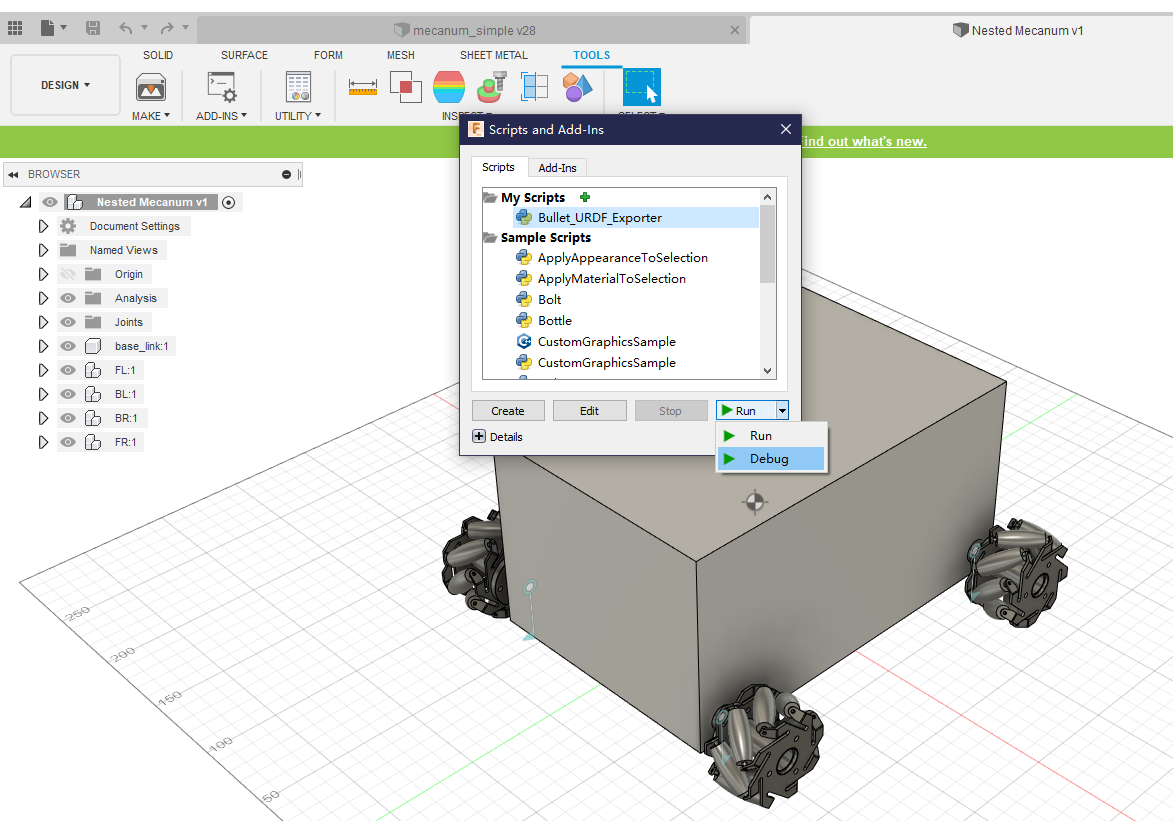 mecanum_simple v28
Nested Mecanum v1
SOLID
SURFACE
FORM
MESH
SHEET METAL
TOOLS
DESIGN
MAKE
ADD-INS
UTILITY
Scripts and Add-Ins
ind out what's new.
BROWSER
Nested Mecanum v1
Document Settings
Named Views
Origin
Analysis
Joints
base_link:1
FL:1
BL:1
BR:1
FR:1
Scripts
Add-Ins
My Scripts
Bullet_URDF_Exporter
Sample Scripts
ApplyAppearanceToSelection
ApplyMaterialToSelection
Bolt
Bottle
CustomGraphicsSample
CustomGraphicsSample
Create
Edit
Stop
Run
Details
Run
Debug
250
200
150
100
50